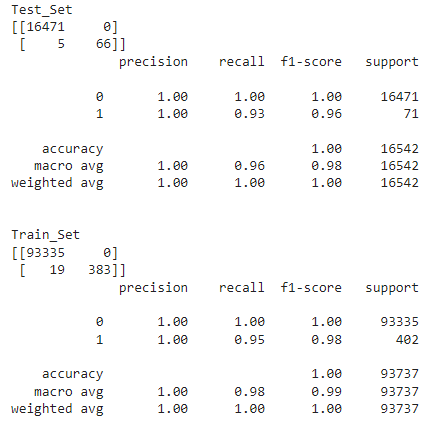 Test_Set
[[16471     0]
 [    5    66]]
              precision    recall  f1-score   support

           0       1.00      1.00      1.00     16471
           1       1.00      0.93      0.96        71

    accuracy                           1.00     16542
   macro avg       1.00      0.96      0.98     16542
weighted avg       1.00      1.00      1.00     16542

Train_Set
[[93335     0]
 [   19   383]]
              precision    recall  f1-score   support

           0       1.00      1.00      1.00     93335
           1       1.00      0.95      0.98       402

    accuracy                           1.00     93737
   macro avg       1.00      0.98      0.99     93737
weighted avg       1.00      1.00      1.00     93737